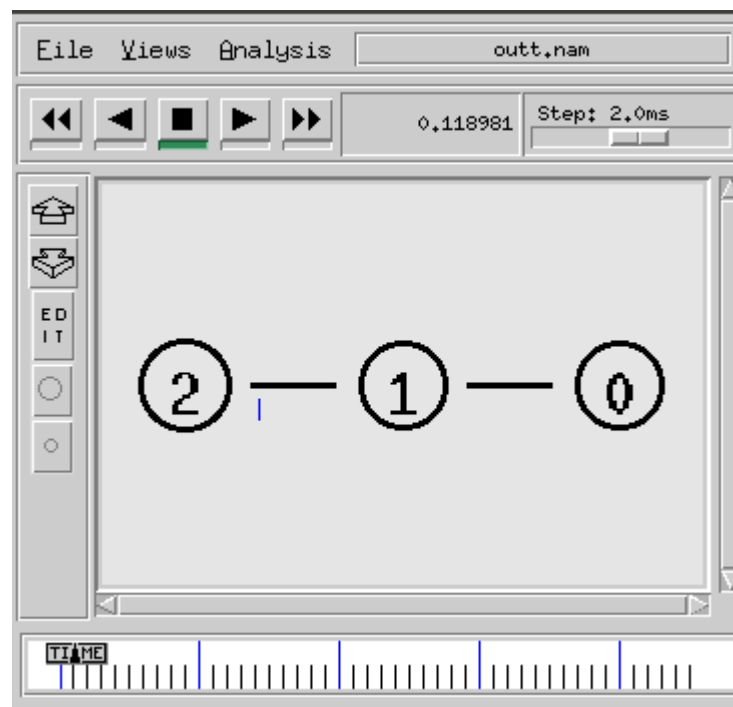 File Views Analysis outt.nam
0.118981 Step: 2.0ms
ED
IT
2 1 0
TIME